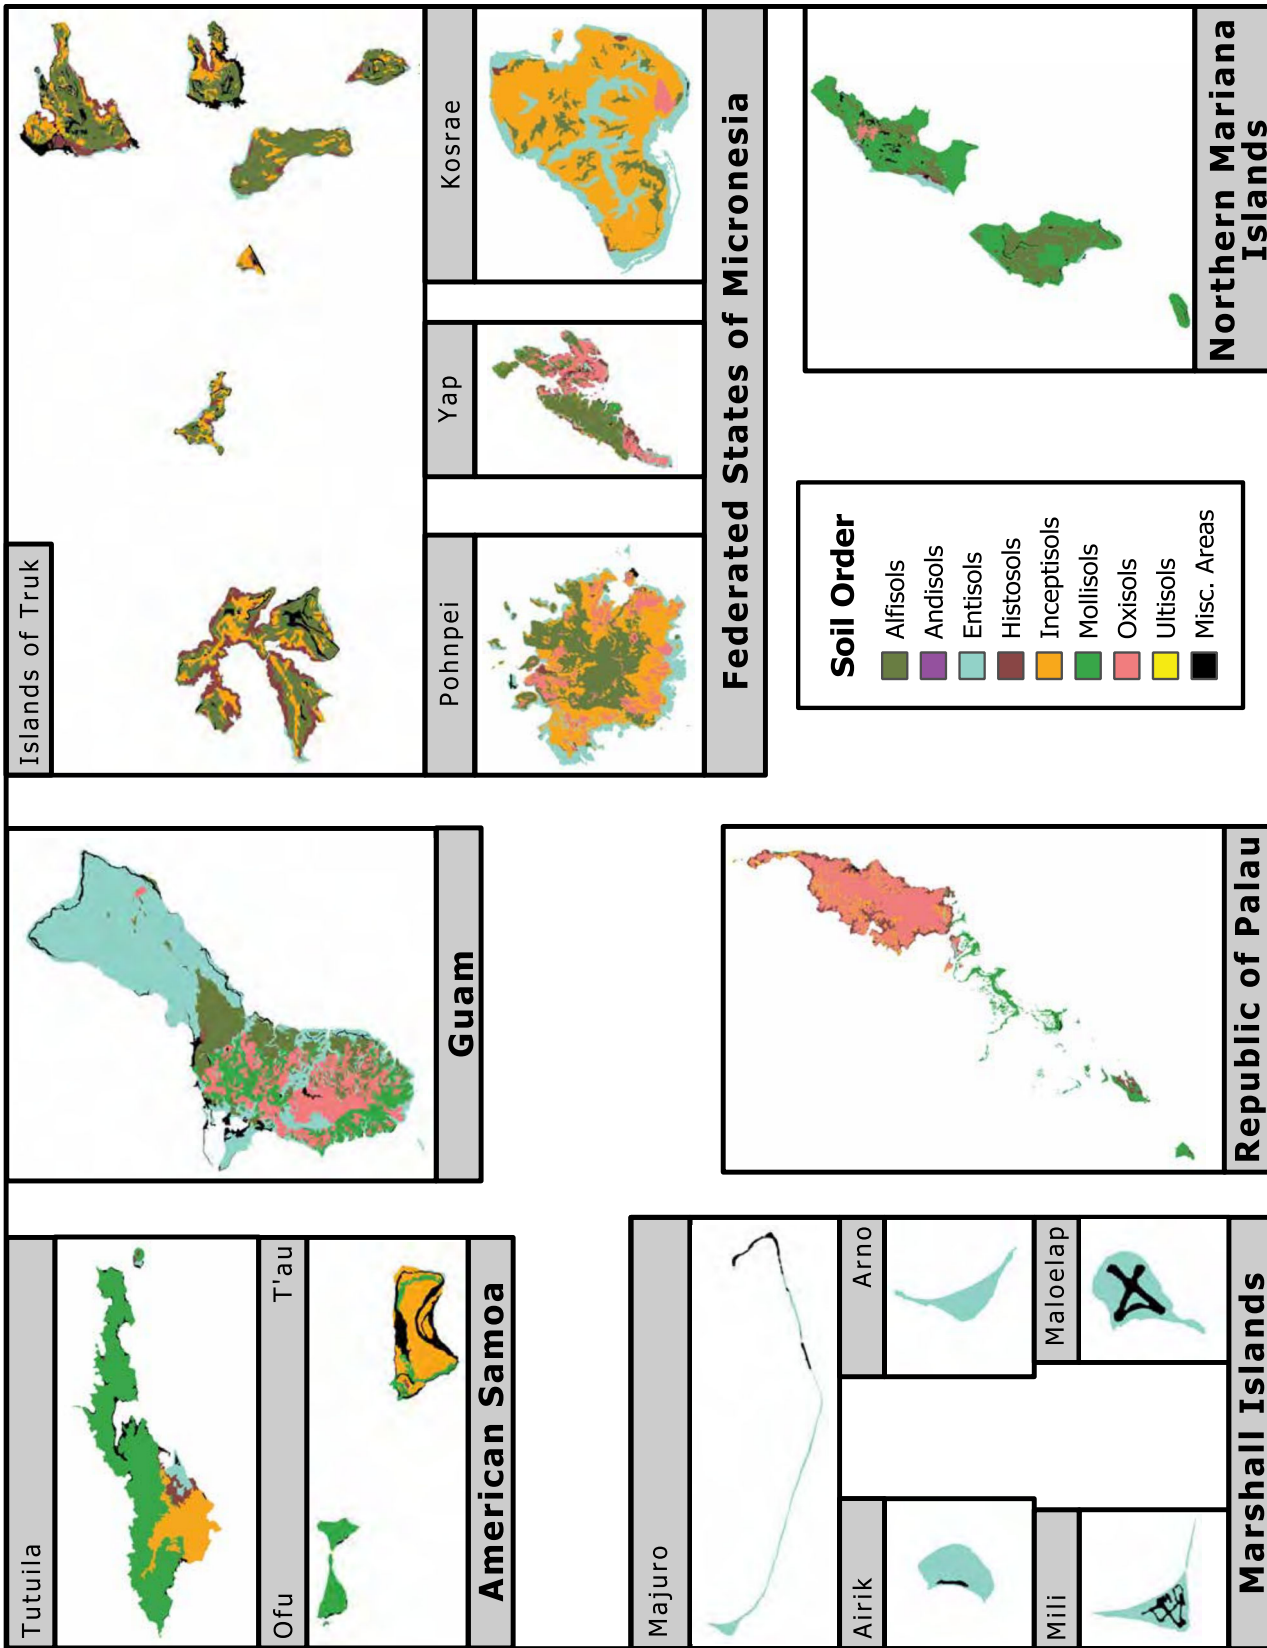 Tutuila
Ofu
T'au
American Samoa
Guam
Islands of Truk
Pohnpei
Yap
Kosrae
Federated States of Micronesia
Majuro
Airik
Arno
Mili
Maloelap
Marshall Islands
Republic of Palau
Soil Order
Alfisols
Andisols
Entisols
Histosols
Inceptisols
Mollisols
Oxisols
Utisols
Misc. Areas
Northern Mariana
Islands